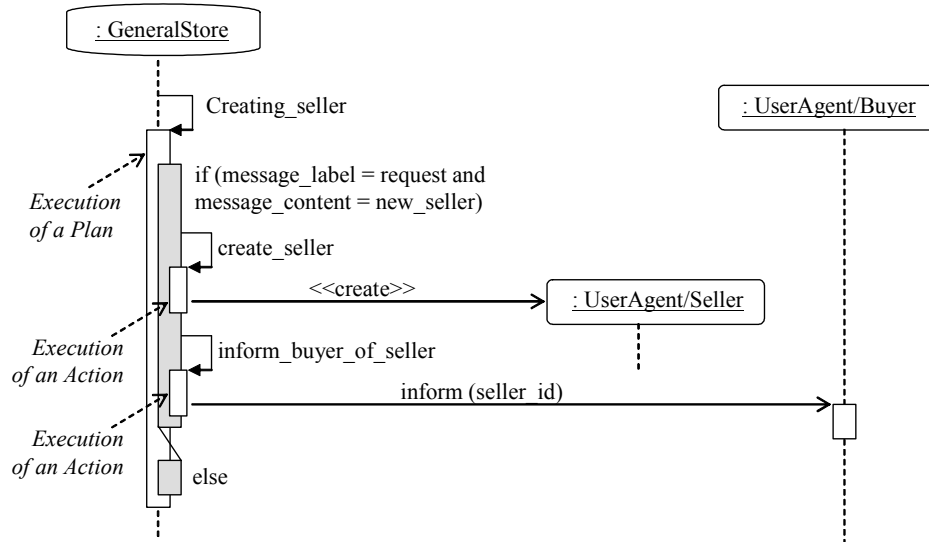 : GeneralStore
Creating_seller
: UserAgent/Buyer
if (message_label = request and
message_content = new_seller)
Execution
of a Plan
create_seller
<<create>>
: UserAgent/Seller
Execution
of an Action
inform_buyer_of_seller
inform (seller_id)
Execution
of an Action
else